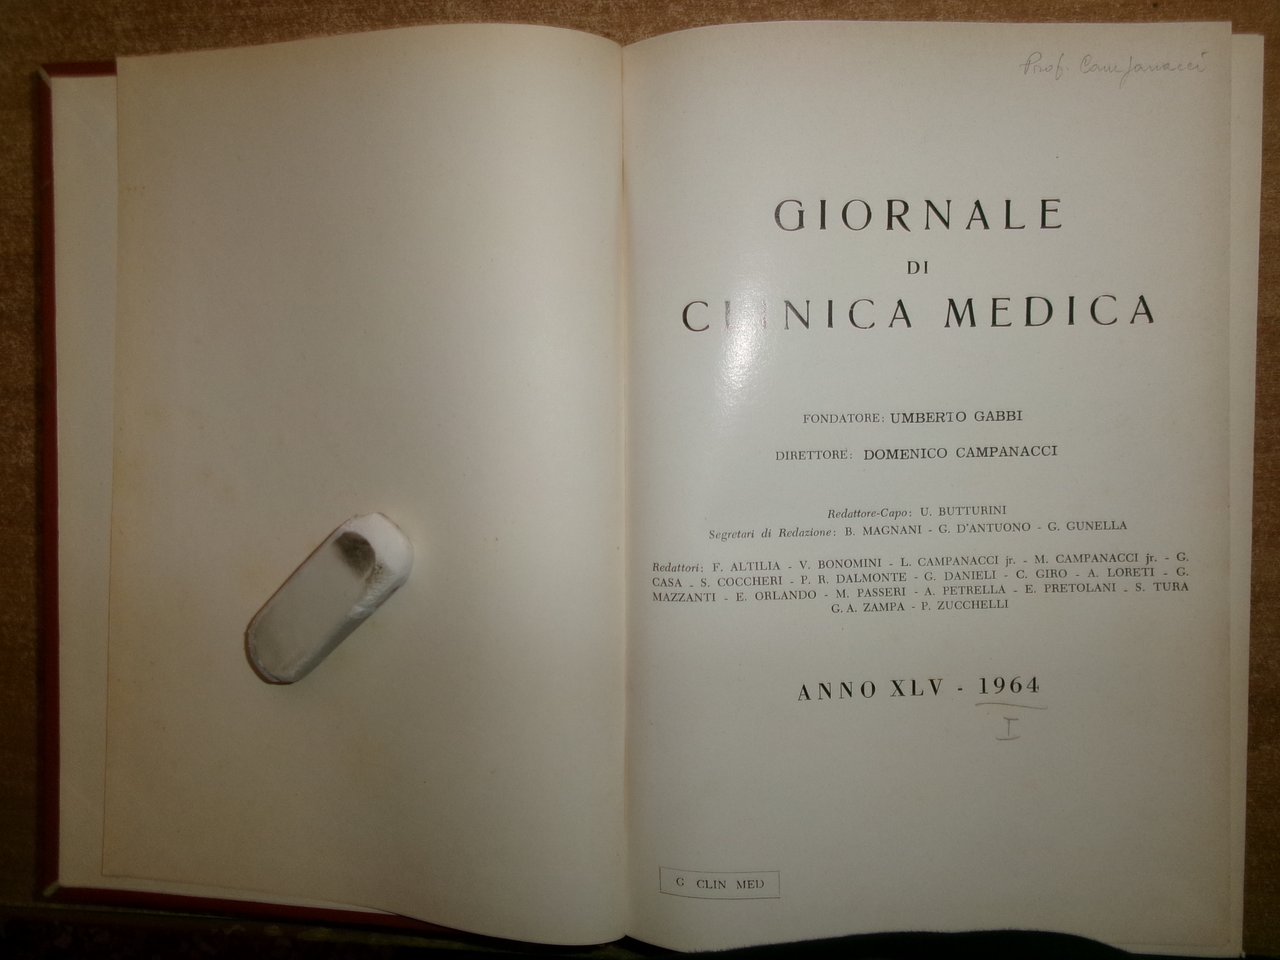 Prof. Campanacci
GIORNALE
DI
CLINICA MEDICA
FONDATORE: UMBERTO GABBI
DIRETTORE: DOMENICO CAMPANACCI
Redattore-Capo: U. BUTTURINI
Segretari di Redazione: B. MAGNANI - G. D'ANTUONO - G. GUNELLA
Redattori: F. ALTILIA - V. BONOMINI - L. CAMPANACCI jr. - M. CAMPANACCI jr. - G.
CASA - S. COCCHERI - P. R. DALMONTE - G. DANIELI - C. GIRO - A. LORETI - G.
MAZZANTI - E. ORLANDO - M. PASSERI - A. PETRELLA - E. PRETOLANI - S. TURA
G. A. ZAMPA - P. ZUCCHELLI
ANNO XLV - 1964
I
G CLIN MED